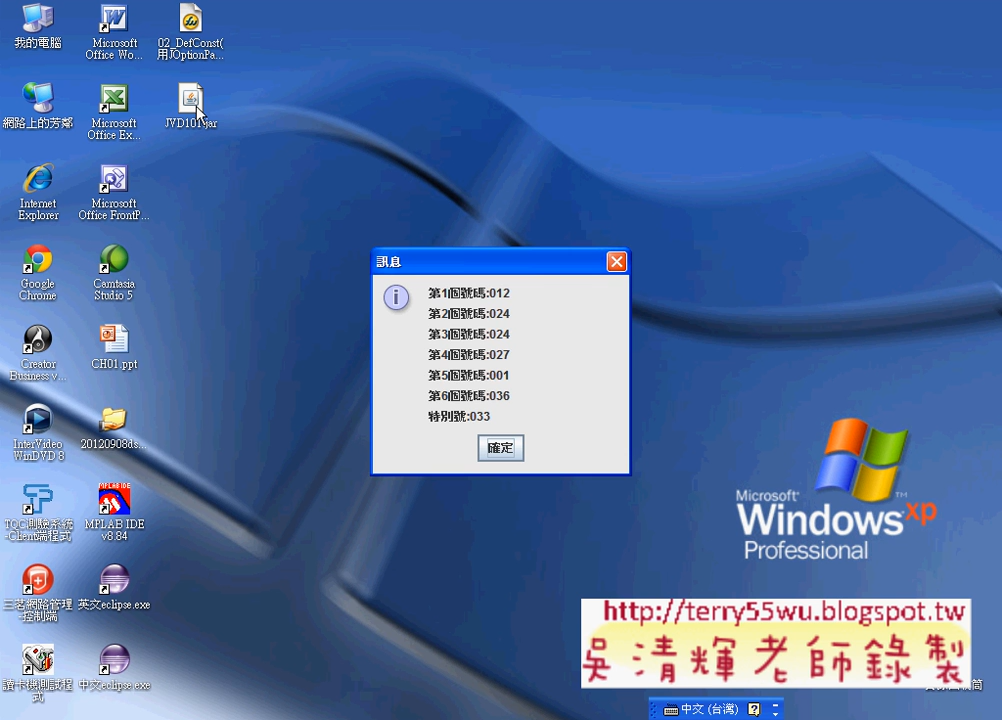 我的電腦
Microsoft
Office Wo...
02_DefConst(
用JOptionPa...
網路上的芳鄰
Microsoft
Office Ex...
JVD101.jar
Internet
Explorer
Microsoft
Office FrontP...
Google
Chrome
Camtasia
Studio 5
Creator
Business v...
CH01.ppt
InterVideo
WinDVD 8
20120908ds...
TQC測驗系統
-Client端程式
MPLAB IDE
MPLAB IDE
v8.84
三茗網路管理
-控制端
英文eclipse.exe
讀卡機測試程
式
中文eclipse.exe
訊息
第1個號碼:012
第2個號碼:024
第3個號碼:024
第4個號碼:027
第5個號碼:001
第6個號碼:036
特別號:033
確定
Microsoft
Windows xp
Professional
http://terry55wu.blogspot.tw
吳清輝老師錄製
中文 (台灣)